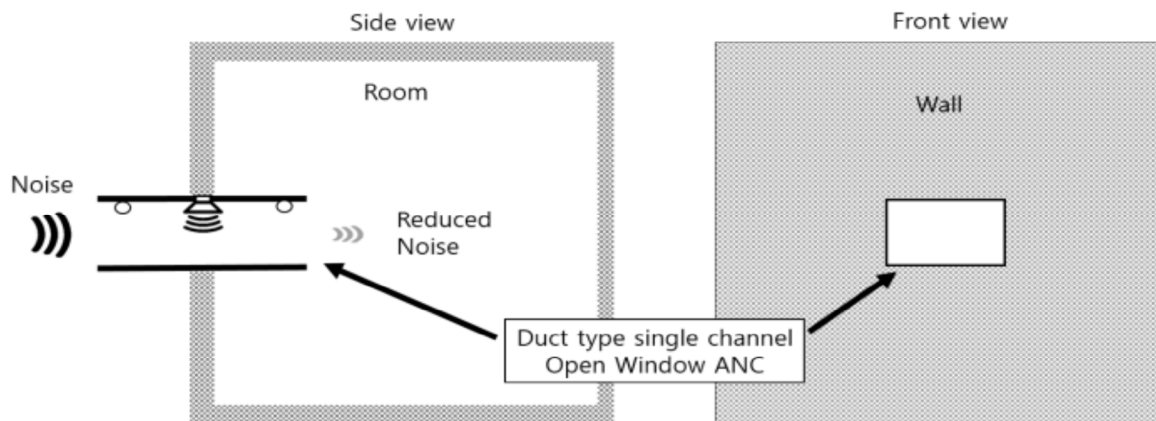 Side view
Front view
Room
Wall
Noise
Reduced
Noise
Duct type single channel
Open Window ANC